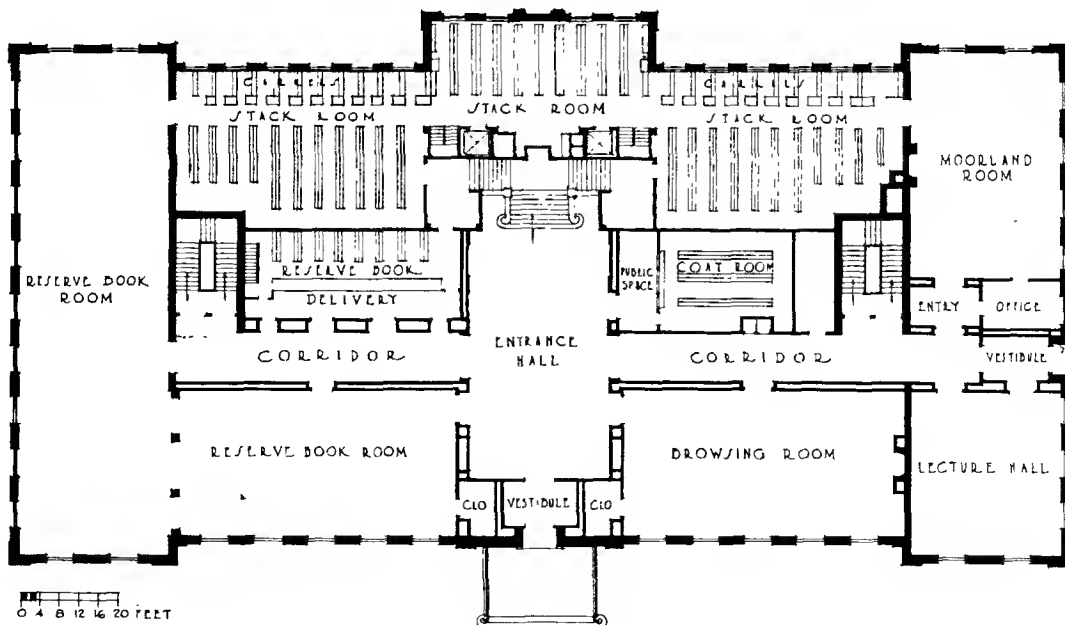 CARRELS
STACK ROOM
STACK ROOM
CARRELS
STACK ROOM
MOORLAND
ROOM
RESERVE BOOK
ROOM
RESERVE BOOK
DELIVERY
PUBLIC
SPACE
COAT ROOM
ENTRY
OFFICE
ENTRANCE
HALL
CORRIDOR
CORRIDOR
VESTIBULE
RESERVE BOOK ROOM
BROWSING ROOM
LECTURE HALL
CLO
VESTIBULE
CLO
0 4 8 12 16 20 FEET